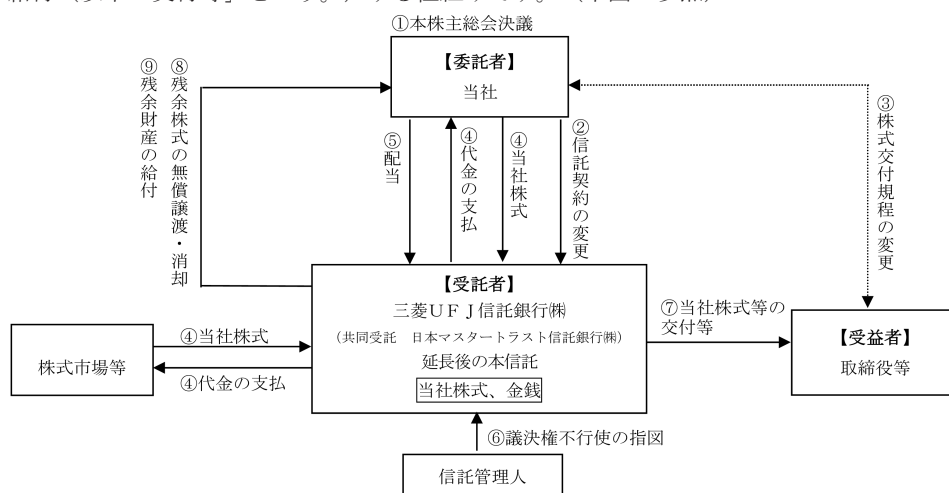 ①本株主総会決議
【委託者】
当社
⑨残余財産の給付
⑧残余株式の無償譲渡・消却
⑤配当
④代金の支払
④当社株式
②信託契約の変更
③株式交付規程の変更
【受託者】
三菱UFJ信託銀行㈱
(共同受託　日本マスタートラスト信託銀行㈱)
延長後の本信託
当社株式、金銭
株式市場等
④当社株式
④代金の支払
⑦当社株式等の
交付等
【受益者】
取締役等
⑥議決権不行使の指図
信託管理人